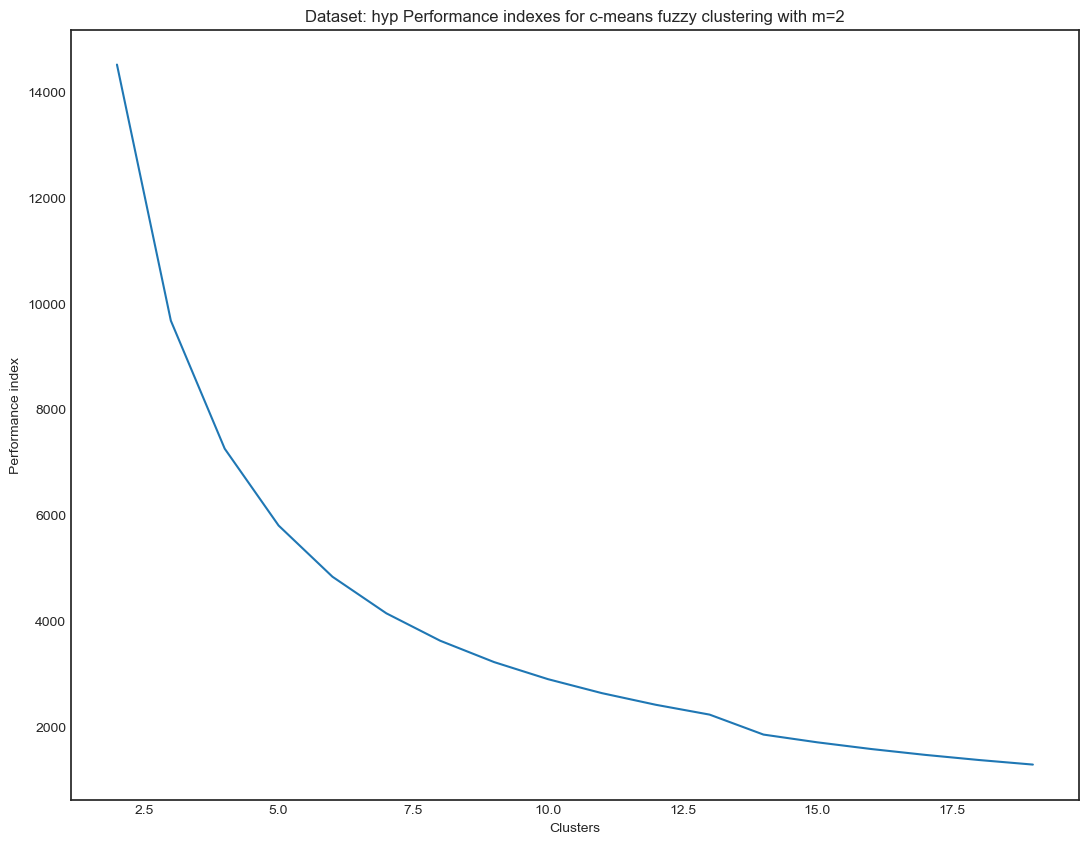 Dataset: hyp Performance indexes for c-means fuzzy clustering with m=2
14000
12000
10000
8000
6000
4000
2000
Performance index
2.5 5.0 7.5 10.0 12.5 15.0 17.5
Clusters